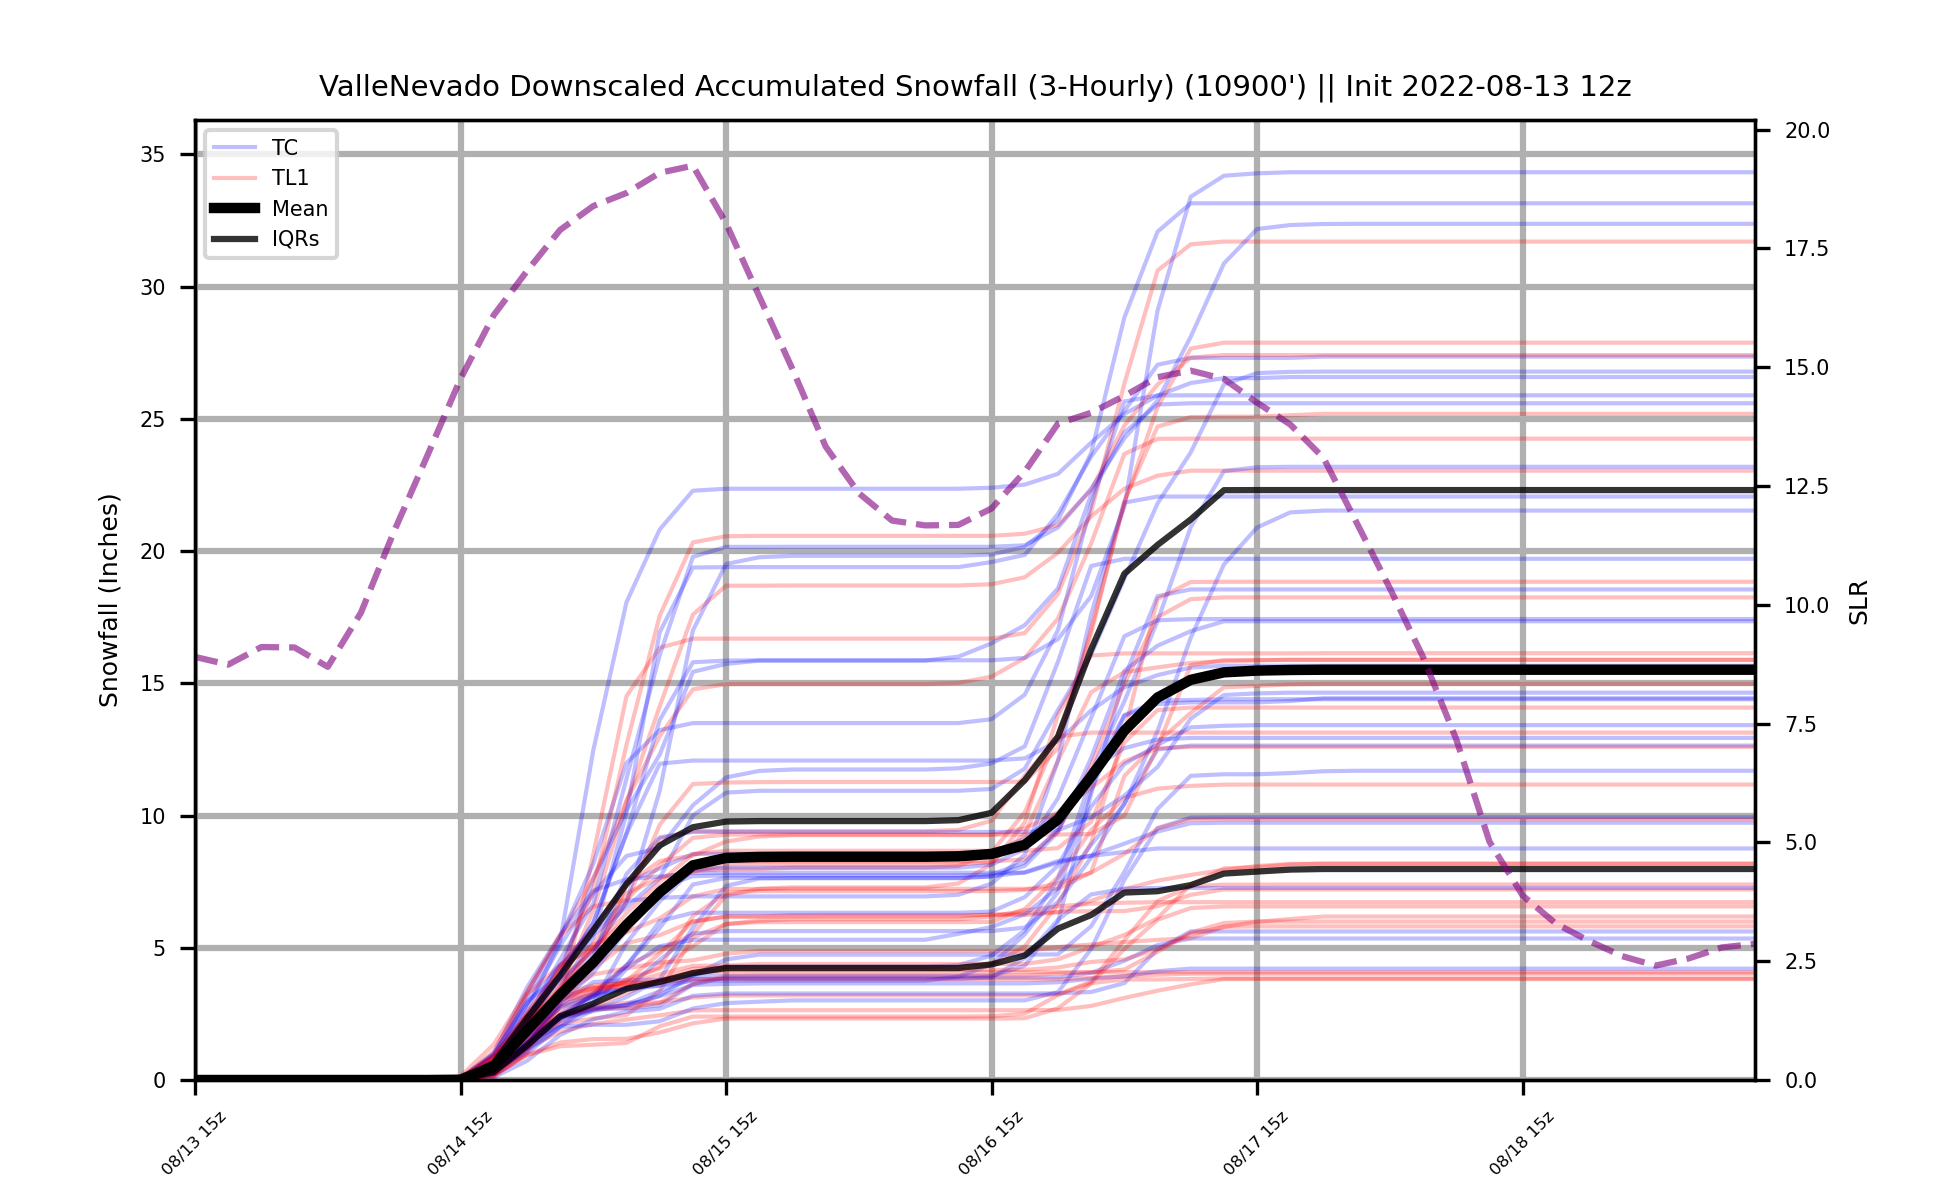 ValleNevado Downscaled Accumulated Snowfall (3-Hourly) (10900') || Init 2022-08-13 12z
TC
TL1
Mean
IQRs
35
30
25
20
15
10
5
0
Snowfall (Inches)
20.0
17.5
15.0
12.5
10.0
7.5
5.0
2.5
0.0
SLR
08/13 15z
08/14 15z
08/15 15z
08/16 15z
08/17 15z
08/18 15z